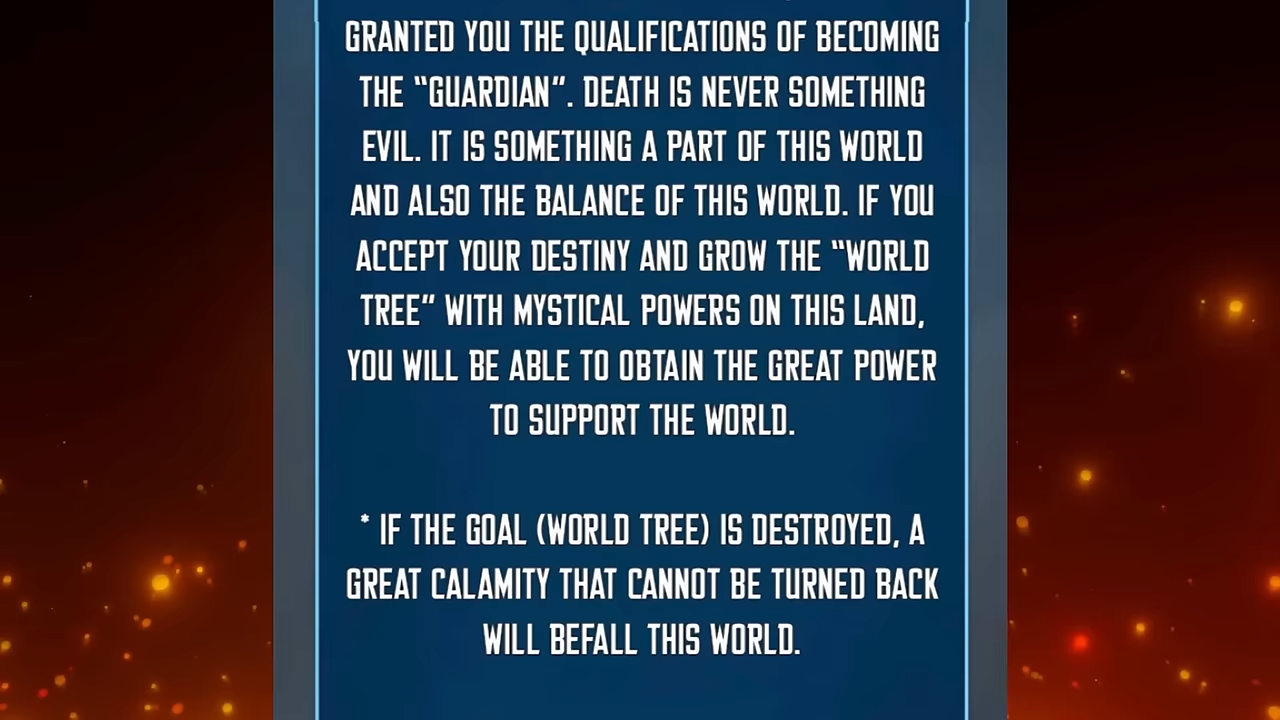 GRANTED YOU THE QUALIFICATIONS OF BECOMING
THE “GUARDIAN”. DEATH IS NEVER SOMETHING
EVIL. IT IS SOMETHING A PART OF THIS WORLD
AND ALSO THE BALANCE OF THIS WORLD. IF YOU
ACCEPT YOUR DESTINY AND GROW THE “WORLD
TREE” WITH MYSTICAL POWERS ON THIS LAND,
YOU WILL BE ABLE TO OBTAIN THE GREAT POWER
TO SUPPORT THE WORLD.
* IF THE GOAL (WORLD TREE) IS DESTROYED, A
GREAT CALAMITY THAT CANNOT BE TURNED BACK
WILL BEFALL THIS WORLD.